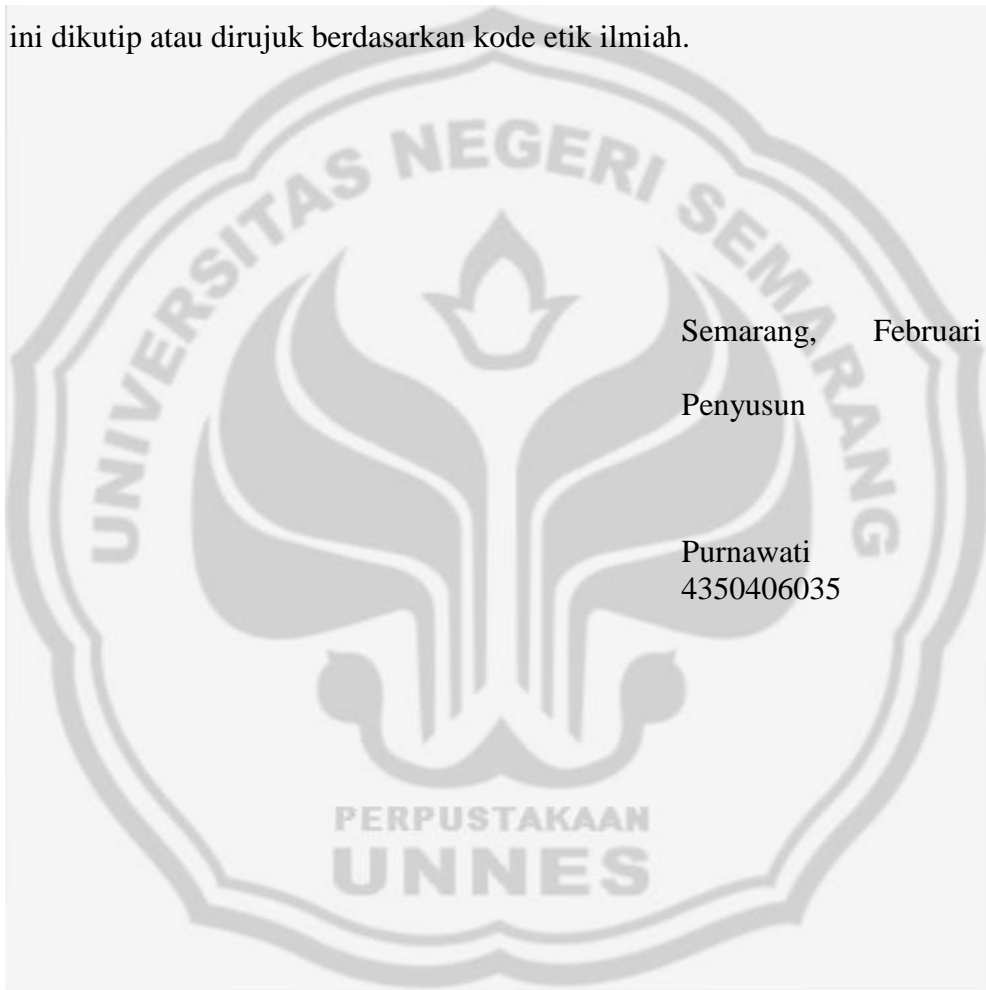 ini dikutip atau dirujuk berdasarkan kode etik ilmiah.
UNIVERSITAS NEGERI SEMARANG
Semarang, Februari
Penyusun
Purnawati
4350406035
PERPUSTAKAAN
UNNES